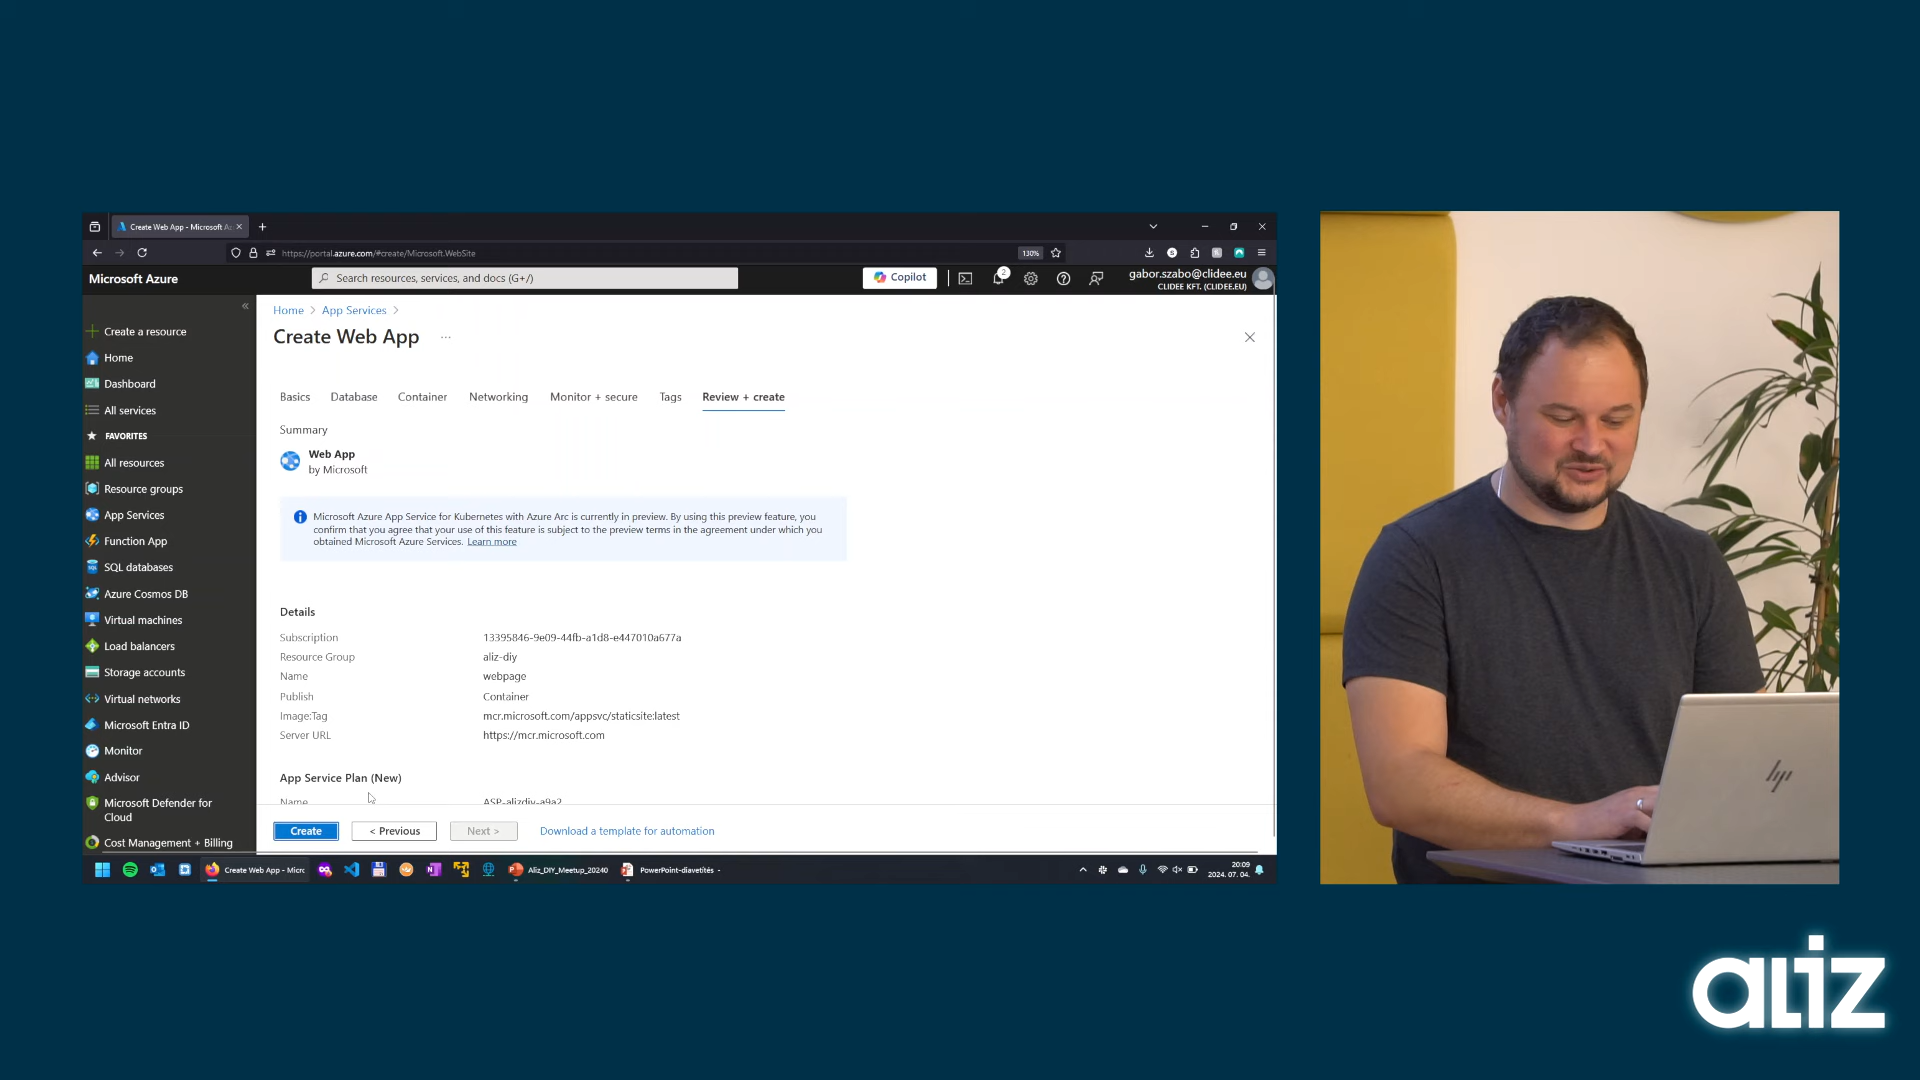 Create Web App - Microsoft Az
https://portal.azure.com/#create/Microsoft.WebSite
130%
Microsoft Azure
Search resources, services, and docs (G+/)
Copilot
2
gabor.szabo@clidee.eu
CLIDEE KFT. (CLIDEE.EU)
Create a resource
Home
Dashboard
All services
FAVORITES
All resources
Resource groups
App Services
Function App
SQL databases
Azure Cosmos DB
Virtual machines
Load balancers
Storage accounts
Virtual networks
Microsoft Entra ID
Monitor
Advisor
Microsoft Defender for
Cloud
Cost Management + Billing
Home > App Services >
Create Web App ...
Basics Database Container Networking Monitor + secure Tags Review + create
Summary
Web App
by Microsoft
Microsoft Azure App Service for Kubernetes with Azure Arc is currently in preview. By using this preview feature, you
confirm that you agree that your use of this feature is subject to the preview terms in the agreement under which you
obtained Microsoft Azure Services. Learn more
Details
Subscription 13395846-9e09-44fb-a1d8-e447010a677a
Resource Group aliz-diy
Name webpage
Publish Container
Image:Tag mcr.microsoft.com/appsvc/staticsite:latest
Server URL https://mcr.microsoft.com
App Service Plan (New)
Name ASP-alizdiy-a9a2
Create < Previous Next > Download a template for automation
Create Web App - Micro Aliz_DIY_Meetup_20240 PowerPoint-diavetítés -
20:09
2024. 07. 04.
hp
aliz